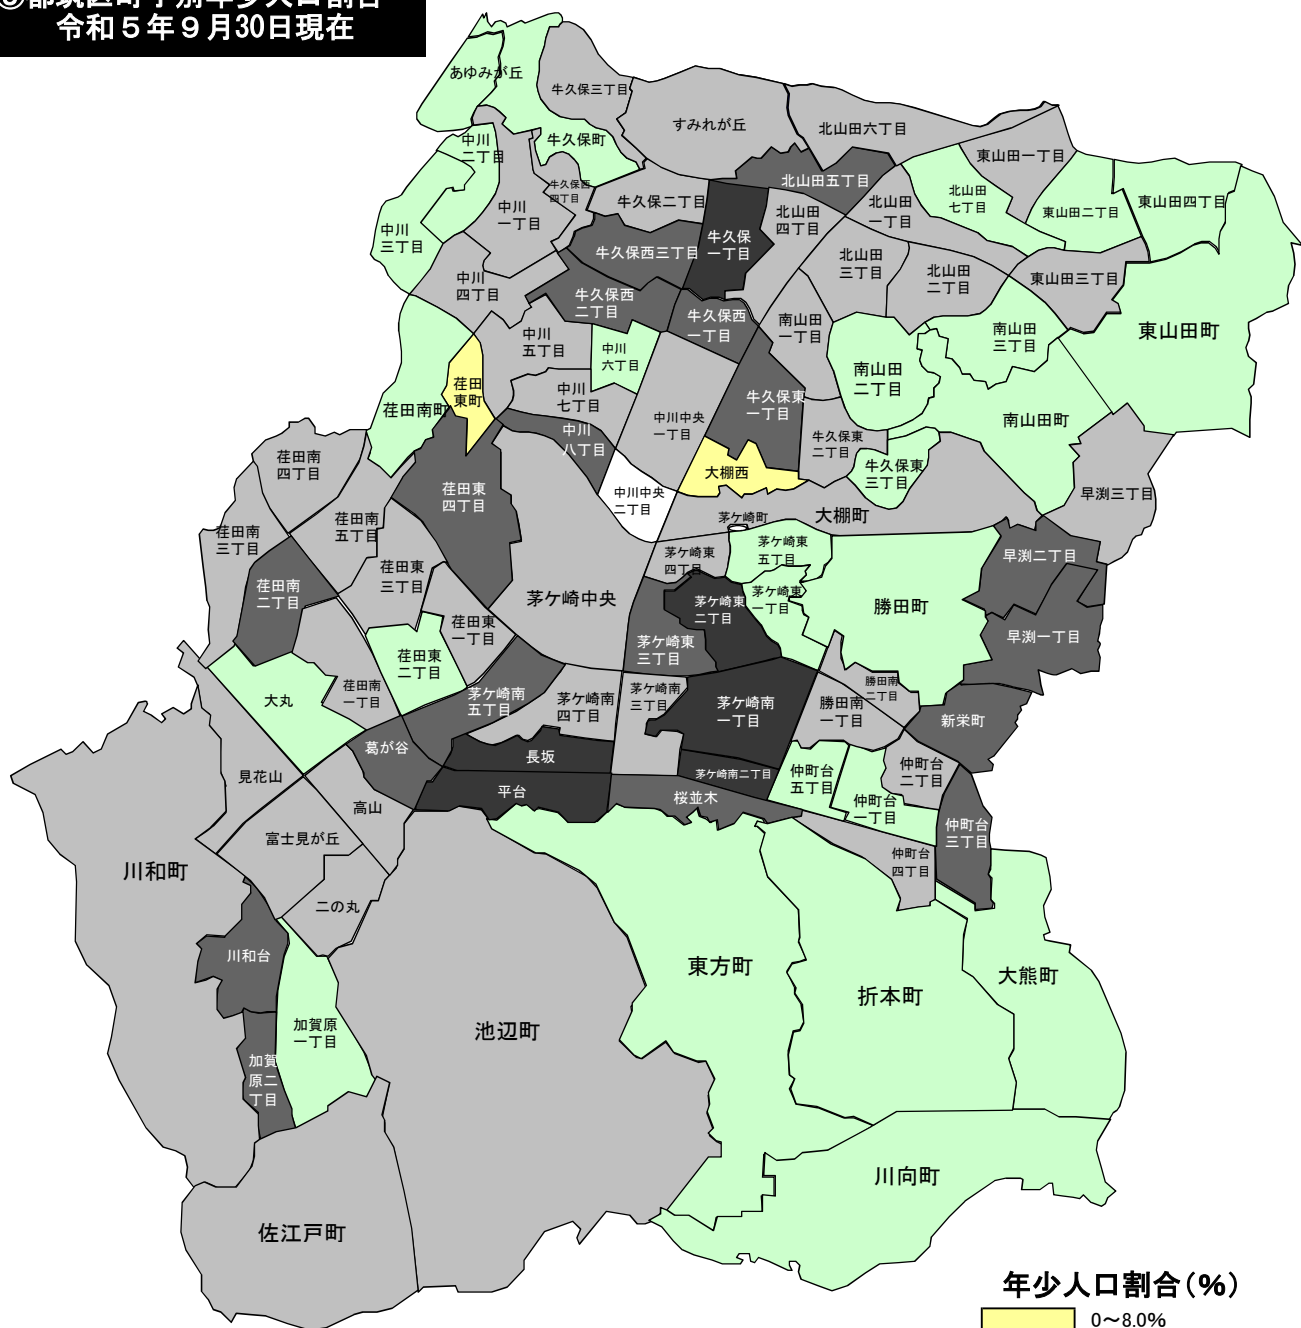 都筑区町丁別年少人口割合
令和５年９月30日現在
あゆみが丘
牛久保三丁目
すみれが丘
北山田六丁目
牛久保町
中川
二丁目
東山田一丁目
北山田五丁目
牛久保西
四丁目
牛久保二丁目
北山田
七丁目
東山田二丁目
東山田四丁目
中川
一丁目
北山田
四丁目
北山田
一丁目
中川
三丁目
牛久保西三丁目
牛久保
一丁目
北山田
三丁目
北山田
二丁目
東山田三丁目
中川
四丁目
牛久保西
二丁目
牛久保西
一丁目
南山田
一丁目
南山田
三丁目
東山田町
中川
五丁目
中川
六丁目
南山田
二丁目
荏田
東町
荏田南町
中川
七丁目
牛久保東
一丁目
中川中央
一丁目
南山田町
中川
八丁目
牛久保東
二丁目
荏田南
四丁目
大棚西
牛久保東
三丁目
荏田東
四丁目
中川中央
二丁目
早渕三丁目
茅ケ崎町
大棚町
荏田南
三丁目
荏田南
五丁目
茅ケ崎東
四丁目
茅ケ崎東
五丁目
早渕二丁目
荏田東
三丁目
荏田南
二丁目
茅ケ崎中央
茅ケ崎東
二丁目
茅ケ崎東
一丁目
勝田町
荏田東
一丁目
茅ケ崎東
三丁目
早渕一丁目
荏田東
二丁目
大丸
荏田南
一丁目
茅ケ崎南
五丁目
茅ケ崎南
四丁目
茅ケ崎南
三丁目
茅ケ崎南
一丁目
勝田南
二丁目
勝田南
一丁目
新栄町
葛が谷
長坂
見花山
茅ケ崎南二丁目
仲町台
五丁目
仲町台
二丁目
平台
桜並木
高山
仲町台
一丁目
富士見が丘
仲町台
三丁目
川和町
仲町台
四丁目
二の丸
川和台
東方町
折本町
大熊町
加賀原
一丁目
池辺町
加賀
原二
丁目
川向町
佐江戸町
年少人口割合(%)
0～8.0%